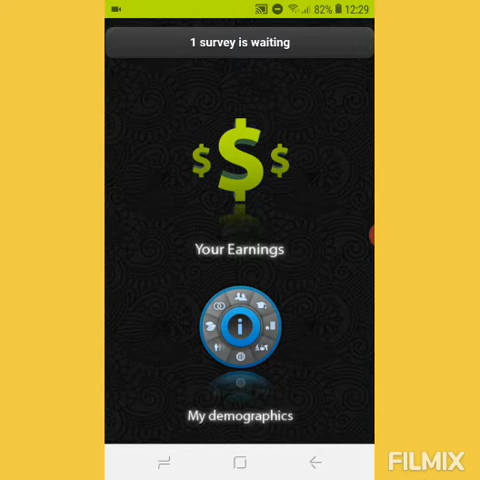 82% 12:29
1 survey is waiting
$ $ $
Your Earnings
i
My demographics
FILMIX